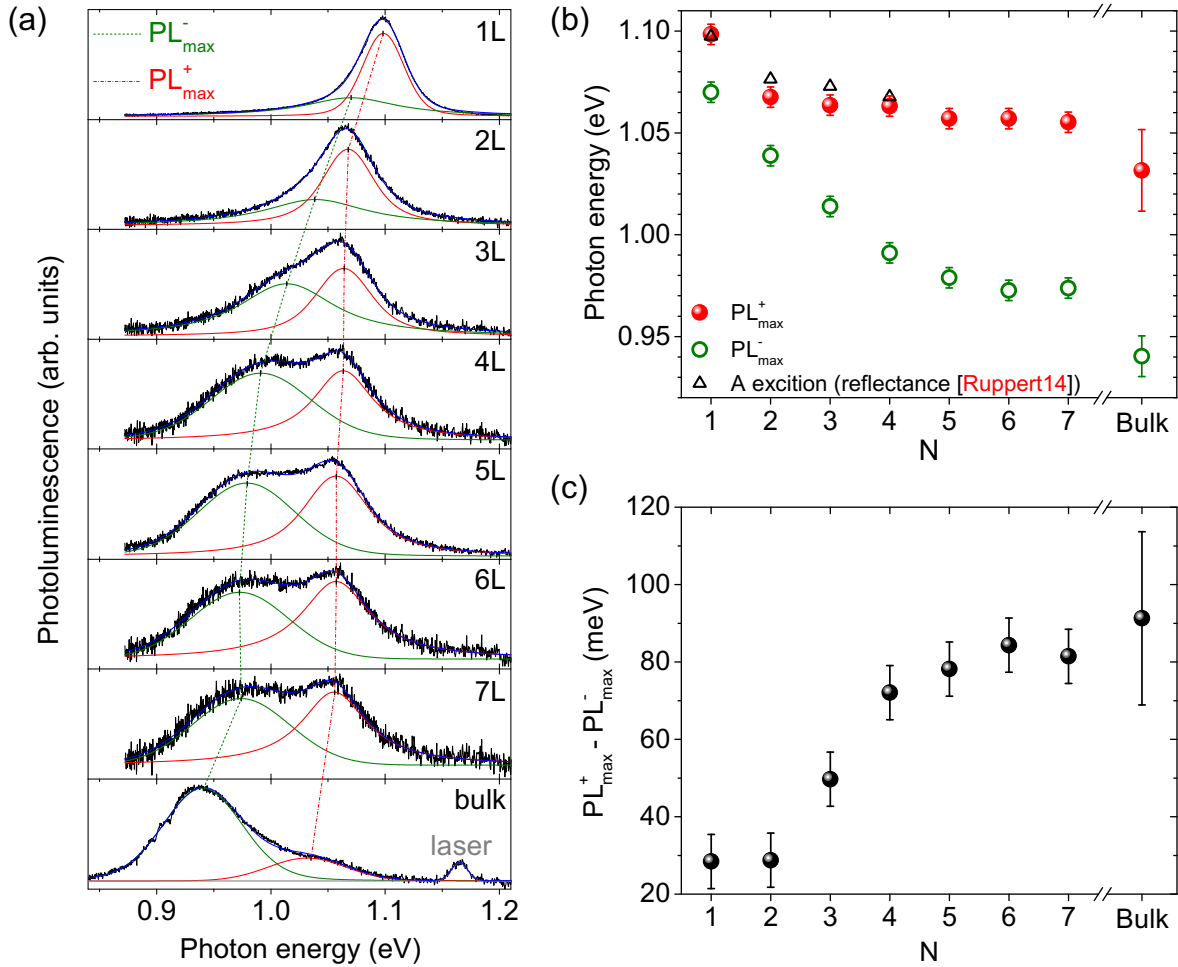 (a)
PL-max
PL+max
1L
2L
3L
4L
5L
6L
7L
bulk
laser
Photoluminescence (arb. units)
0.9 1.0 1.1 1.2
Photon energy (eV)
(b)
1.10
1.05
1.00
0.95
Photon energy (eV)
PL+max
PL-max
A excition (reflectance [Ruppert14])
1 2 3 4 5 6 7 Bulk
N
(c)
120
100
80
60
40
20
PL+max - PL-max (meV)
1 2 3 4 5 6 7 Bulk
N